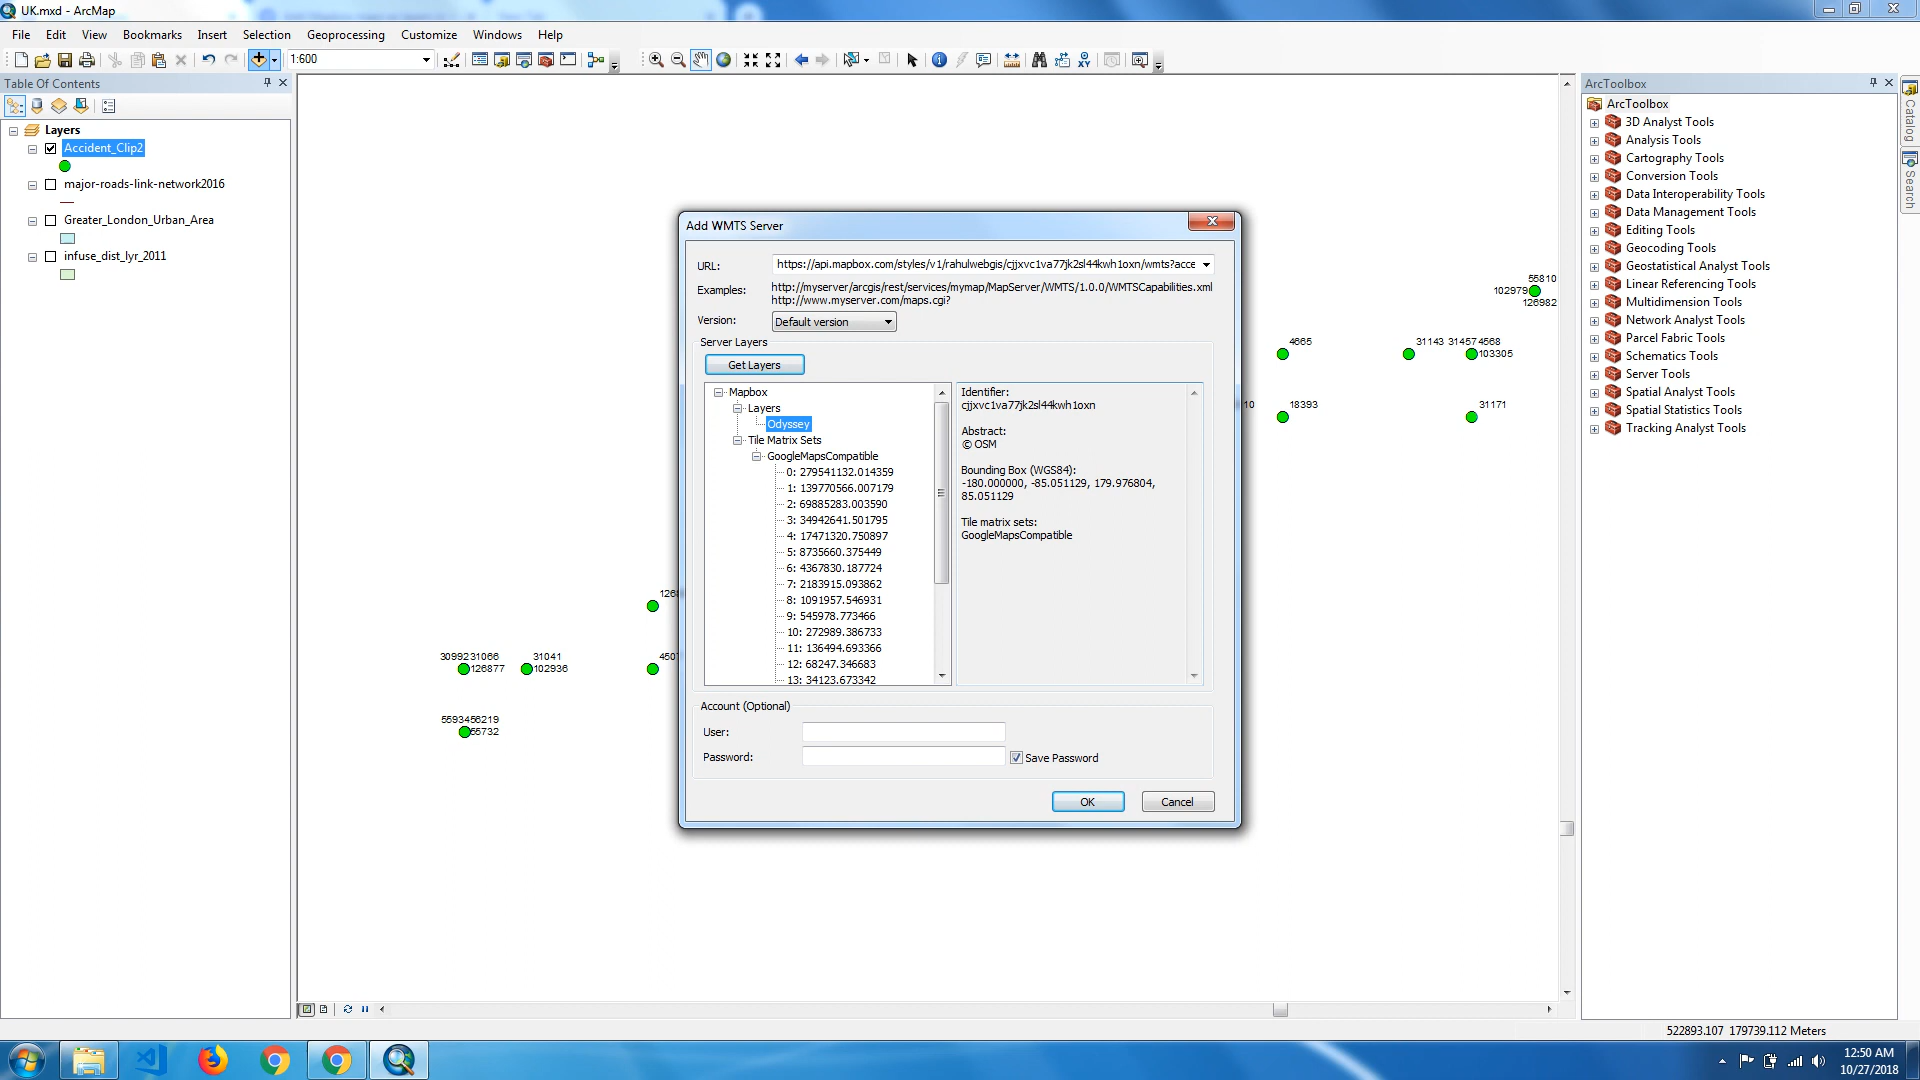 UK.mxd - ArcMap
File Edit View Bookmarks Insert Selection Geoprocessing Customize Windows Help
1:600
Table Of Contents
Layers
Accident_Clip2
major-roads-link-network2016
Greater_London_Urban_Area
infuse_dist_lyr_2011
3099231066
126877
31041
102936
5593456219
55732
1268
4507
Add WMTS Server
URL: https://api.mapbox.com/styles/v1/rahulwebgis/cjjxvc1va77jk2sl44kwh1oxn/wmts?acce
Examples: http://myserver/arcgis/rest/services/mymap/MapServer/WMTS/1.0.0/WMTSCapabilities.xml
http://www.myserver.com/maps.cgi?
Version: Default version
Server Layers
Get Layers
Mapbox
Layers
Odyssey
Tile Matrix Sets
GoogleMapsCompatible
0: 279541132.014359
1: 139770566.007179
2: 69885283.003590
3: 34942641.501795
4: 17471320.750897
5: 8735660.375449
6: 4367830.187724
7: 2183915.093862
8: 1091957.546931
9: 545978.773466
10: 272989.386733
11: 136494.693366
12: 68247.346683
13: 34123.673342
Identifier:
cjjxvc1va77jk2sl44kwh1oxn
Abstract:
© OSM
Bounding Box (WGS84):
-180.000000, -85.051129, 179.976804,
85.051129
Tile matrix sets:
GoogleMapsCompatible
Account (Optional)
User:
Password:
Save Password
OK Cancel
55810
102979
126982
4665
31143 314574568
103305
10
18393
31171
ArcToolbox
ArcToolbox
3D Analyst Tools
Analysis Tools
Cartography Tools
Conversion Tools
Data Interoperability Tools
Data Management Tools
Editing Tools
Geocoding Tools
Geostatistical Analyst Tools
Linear Referencing Tools
Multidimension Tools
Network Analyst Tools
Parcel Fabric Tools
Schematics Tools
Server Tools
Spatial Analyst Tools
Spatial Statistics Tools
Tracking Analyst Tools
Catalog
Search
522893.107 179739.112 Meters
12:50 AM
10/27/2018